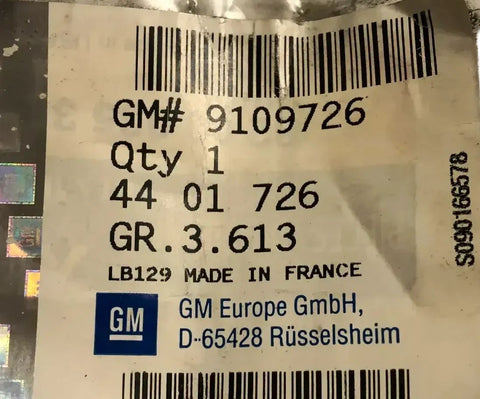 GM# 9109726
Qty 1
44 01 726
GR.3.613
LB129 MADE IN FRANCE
GM
GM Europe GmbH,
D-65428 Rüsselsheim
S090166578